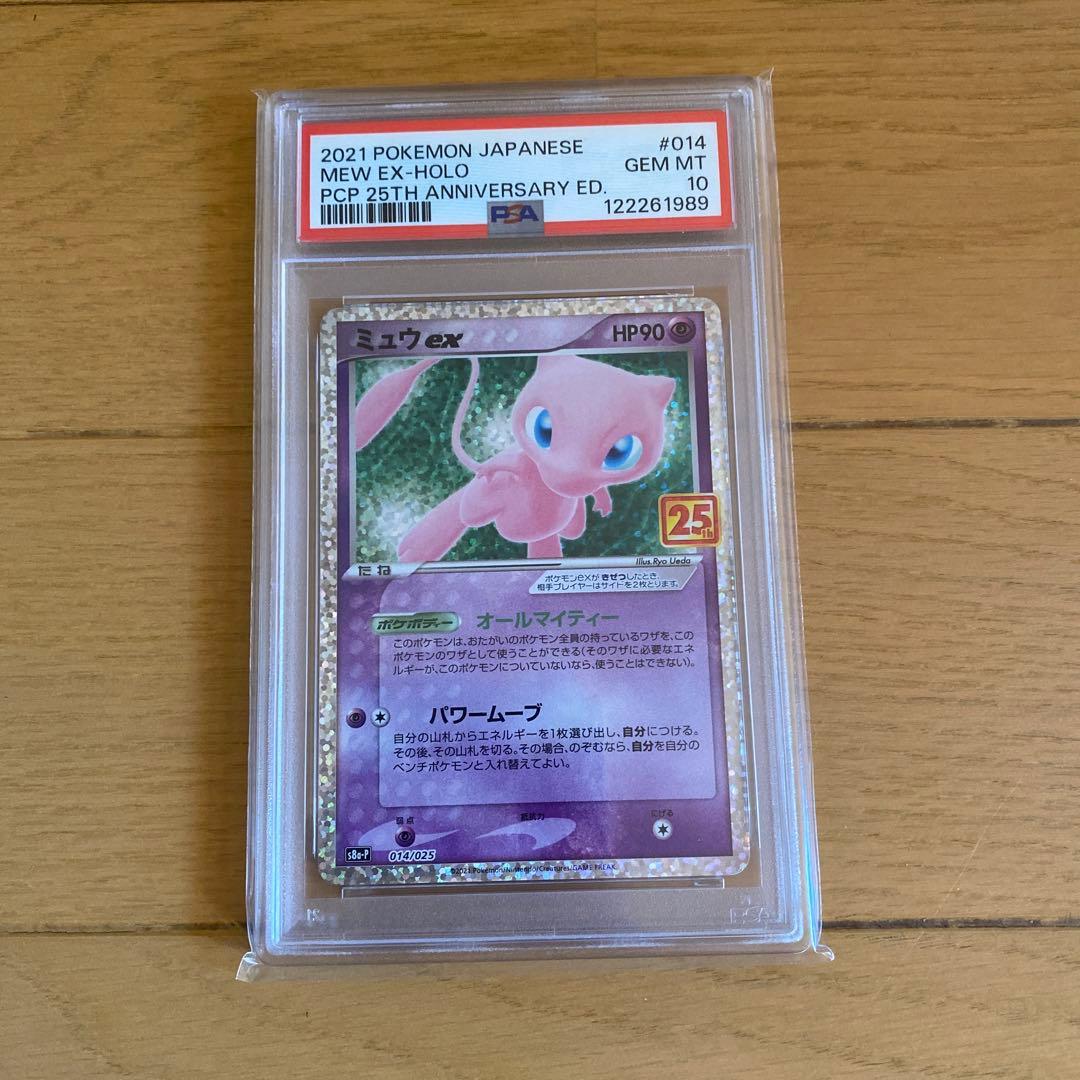 2021 POKEMON JAPANESE #014
MEW EX-HOLO GEM MT
PCP 25TH ANNIVERSARY ED. 10
PSA 122261989
ミュウex HP90
25th
Illus.Ryo Ueda
たね
ポケモンexが きぜつしたとき、
相手プレイヤーはサイドを2枚とります。
ポケボディー オールマイティー
このポケモンは、おたがいのポケモン全員の持っているワザを、この
ポケモンのワザとして使うことができる(そのワザに必要なエネ
ルギーが、このポケモンについていないなら、使うことはできない)。
パワームーブ
自分の山札からエネルギーを1枚選び出し、自分につける。
その後、その山札を切る。その場合、のぞむなら、自分を自分の
ベンチポケモンと入れ替えてよい。
弱点 抵抗力 にげる
s8a-P 014/025
©2021 Pokémon/Nintendo/Creatures/GAME FREAK.
PSA